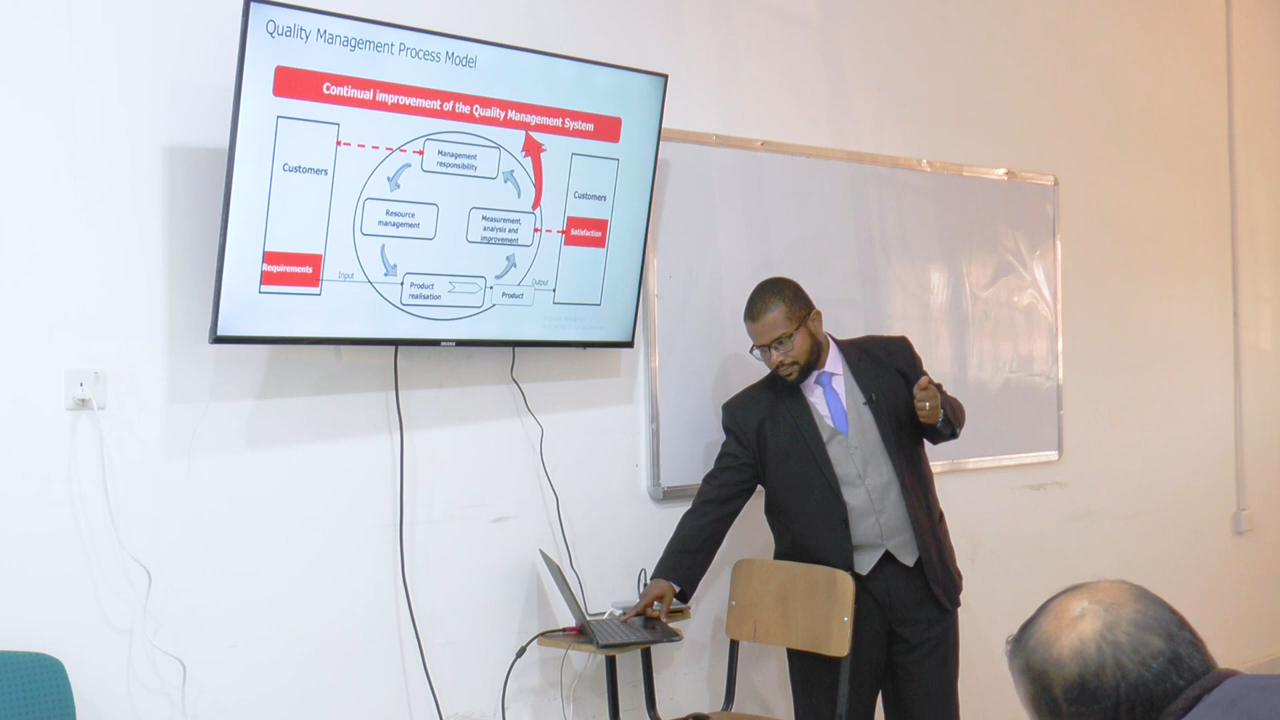 Quality Management Process Model
Continual improvement of the Quality Management System
Customers
Management
responsibility
Customers
Resource
management
Measurement,
analysis and
improvement
Satisfaction
Requirements
Input
Product
realisation
Product
Output